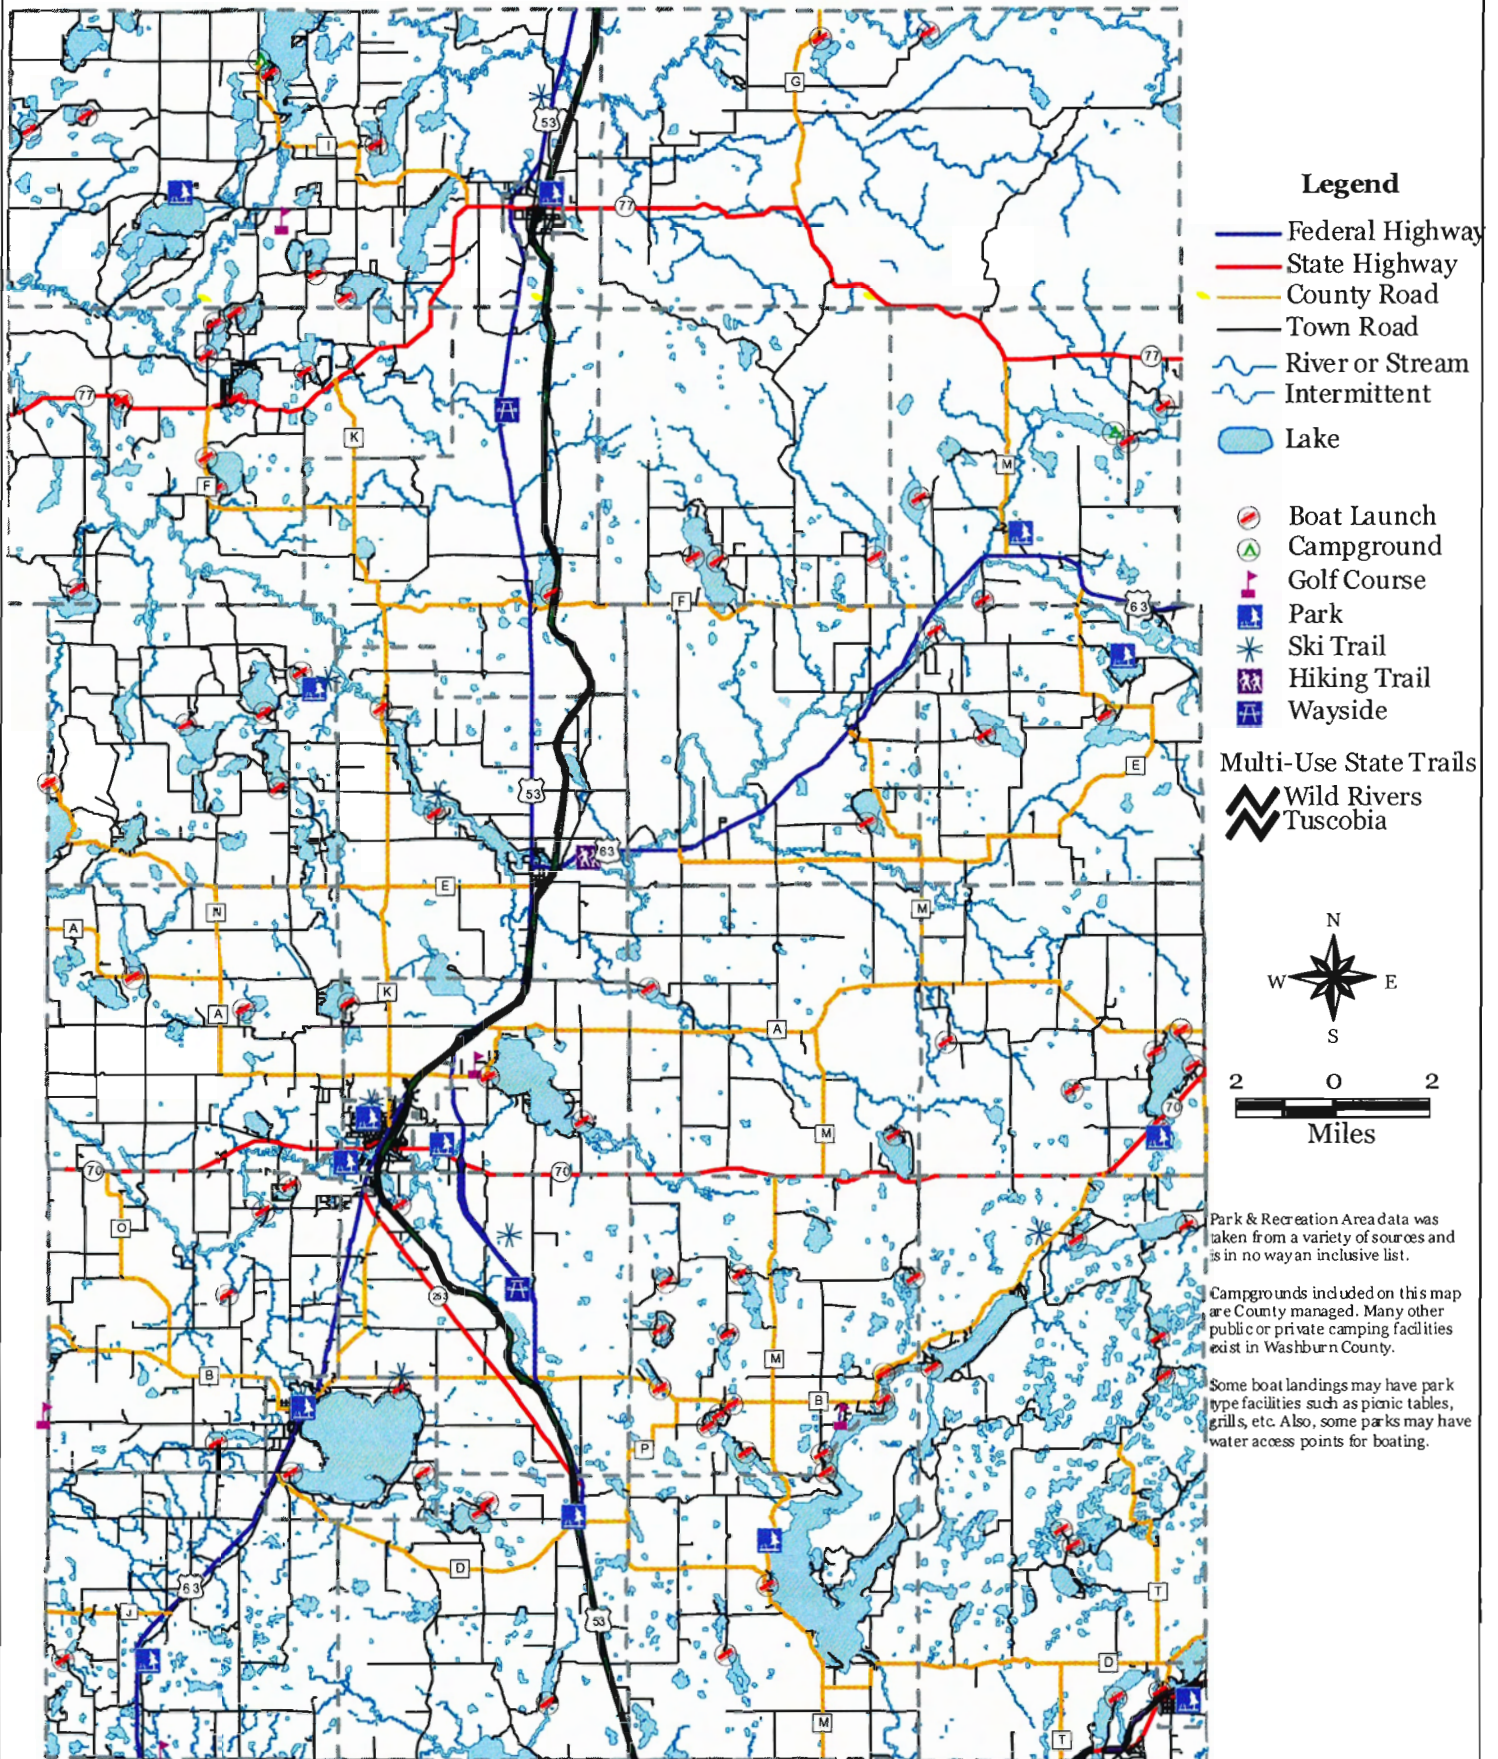 G
53
I
77
77
77
K
F
M
F
63
53
E
63
E
N
M
A
K
A
A
M
70
70
70
O
253
M
B
B
P
D
63
J
53
T
D
M
T
Legend
Federal Highway
State Highway
County Road
Town Road
River or Stream
Intermittent
Lake
Boat Launch
Campground
Golf Course
Park
Ski Trail
Hiking Trail
Wayside
Multi-Use State Trails
Wild Rivers
Tuscobia
N
W E
S
2 0 2
Miles
Park & Recreation Area data was
taken from a variety of sources and
is in no way an inclusive list.
Campgrounds included on this map
are County managed. Many other
public or private camping facilities
exist in Washburn County.
Some boat landings may have park
type facilities such as picnic tables,
grills, etc. Also, some parks may have
water access points for boating.